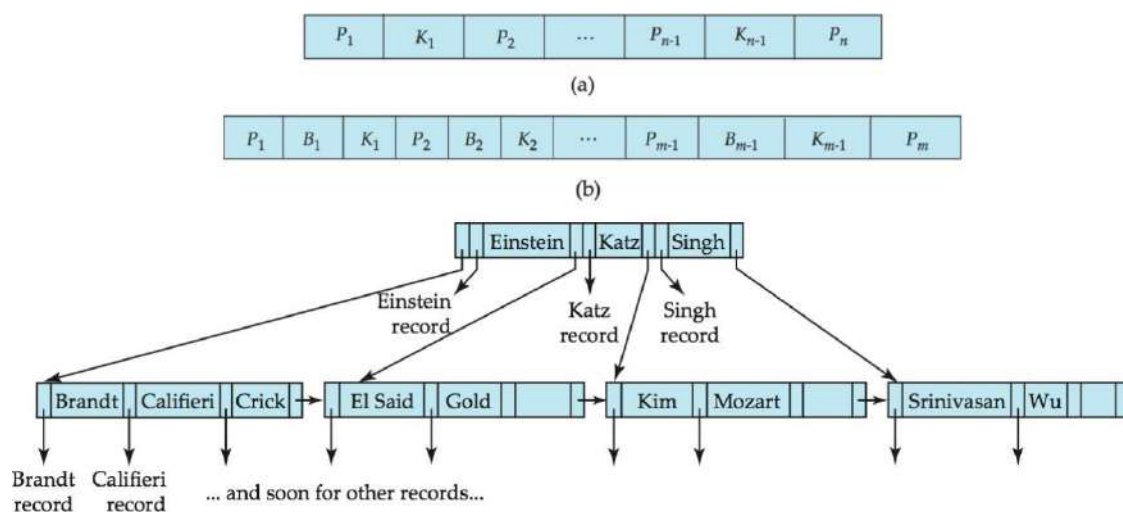 P1 K1 P2 ... Pn-1 Kn-1 Pn
(a)
P1 B1 K1 P2 B2 K2 ... Pm-1 Bm-1 Km-1 Pm
(b)
Einstein Katz Singh
Einstein
record
Katz
record
Singh
record
Brandt Califieri Crick El Said Gold Kim Mozart Srinivasan Wu
Brandt
record
Califieri
record
... and soon for other records...